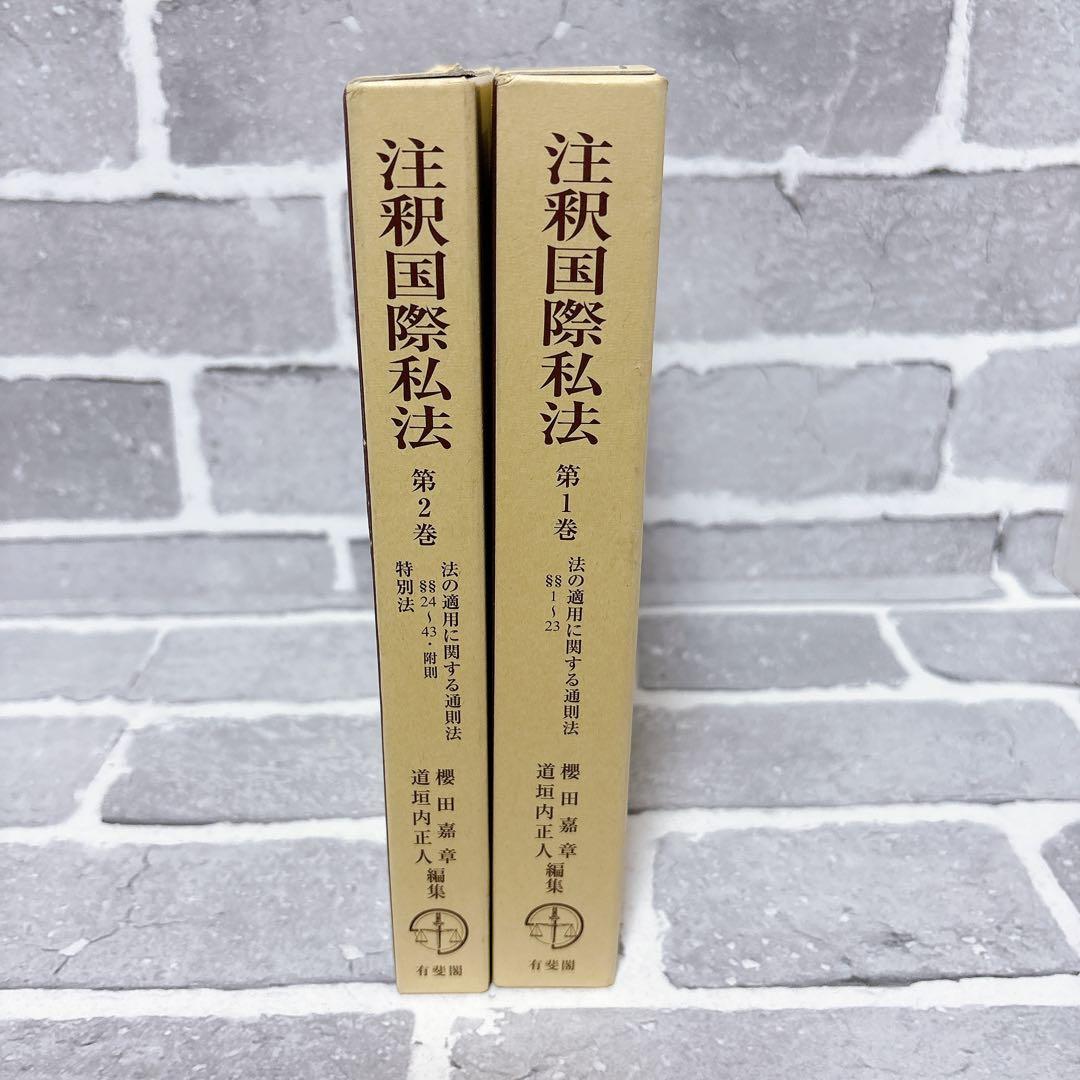 注釈国際私法
第2巻
法の適用に関する通則法
§§24〜43・附則
特別法
櫻田嘉章
道垣内正人
編集
有斐閣
注釈国際私法
第1巻
法の適用に関する通則法
§§1〜23
櫻田嘉章
道垣内正人
編集
有斐閣